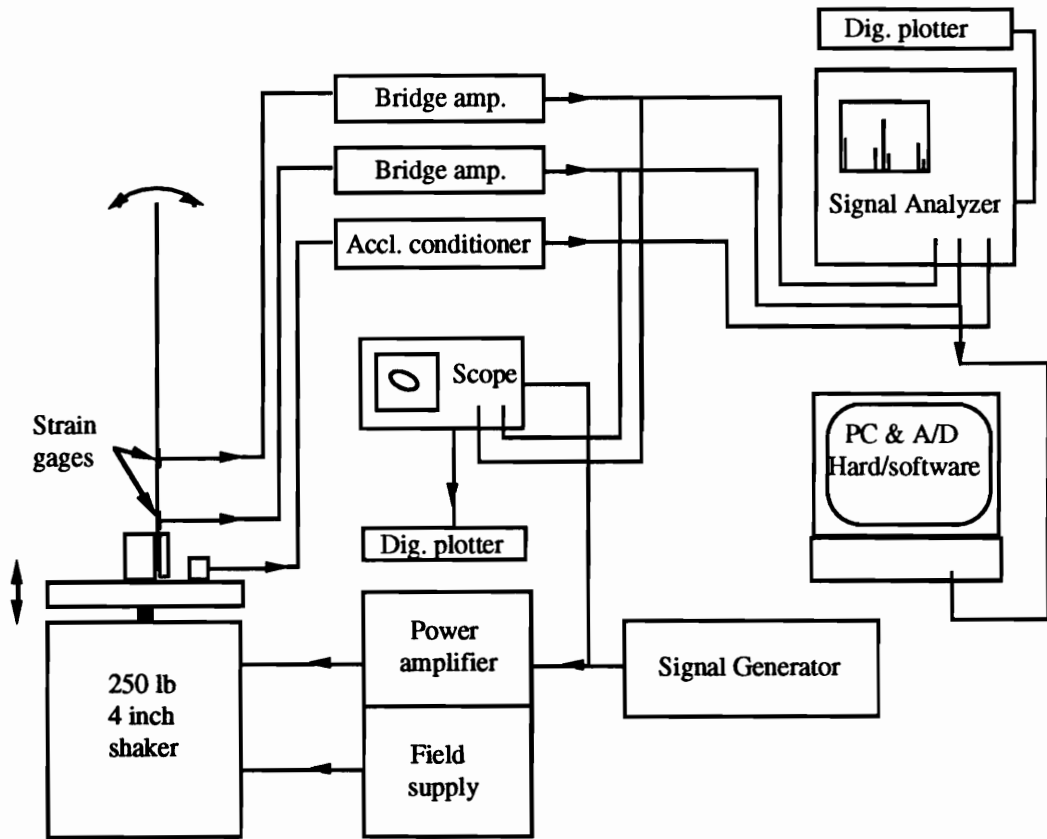 Dig. plotter
Bridge amp.
Bridge amp.
Signal Analyzer
Accl. conditioner
Scope
Strain
gages
PC & A/D
Hard/software
Dig. plotter
Power
amplifier
Signal Generator
250 lb
4 inch
shaker
Field
supply